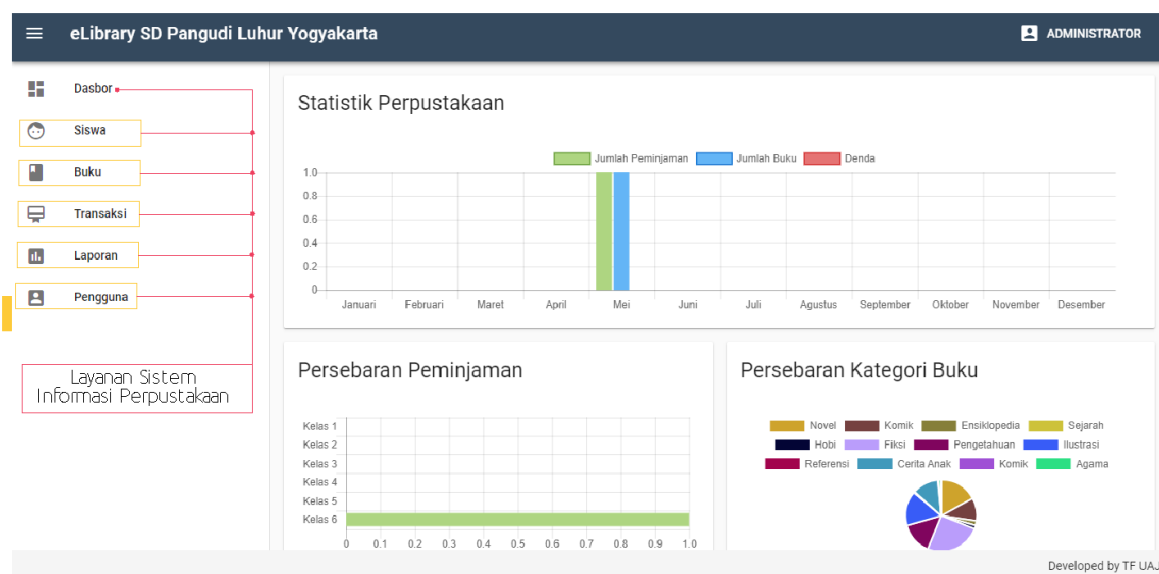 eLibrary SD Pangudi Luhur Yogyakarta
ADMINISTRATOR
Dasbor
Siswa
Buku
Transaksi
Laporan
Pengguna
Layanan Sistem
Informasi Perpustakaan
Statistik Perpustakaan
Jumlah Peminjaman Jumlah Buku Denda
1.0
0.8
0.6
0.4
0.2
0
Januari Februari Maret April Mei Juni Juli Agustus September Oktober November Desember
Persebaran Peminjaman
Kelas 1
Kelas 2
Kelas 3
Kelas 4
Kelas 5
Kelas 6
0 0.1 0.2 0.3 0.4 0.5 0.6 0.7 0.8 0.9 1.0
Persebaran Kategori Buku
Novel Komik Ensiklopedia Sejarah
Hobi Fiksi Pengetahuan Ilustrasi
Referensi Cerita Anak Komik Agama
Developed by TF UAJ